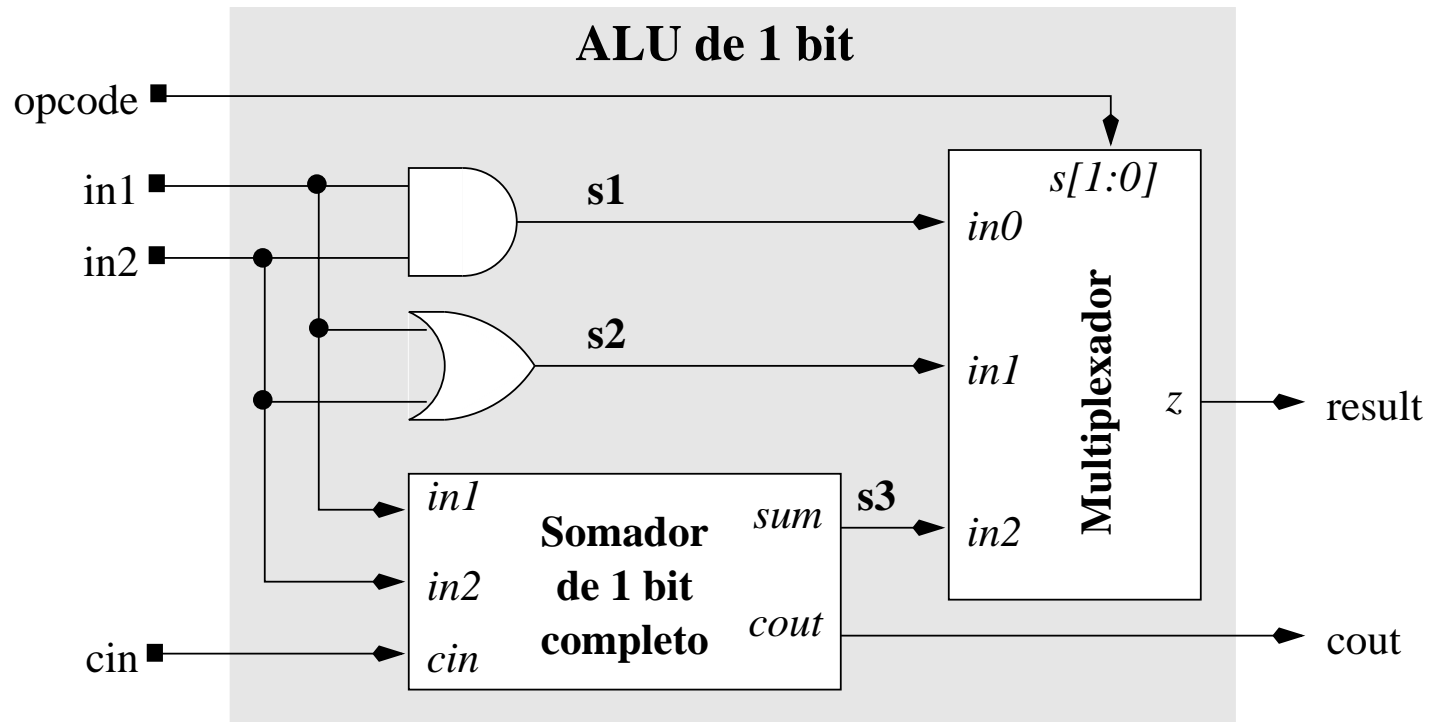 ALU de 1 bit
opcode
in1
in2
cin
s1
s2
s[1:0]
in0
in1
in2
Multiplexador
z
result
in1
in2
cin
Somador
de 1 bit
completo
sum
cout
s3
cout